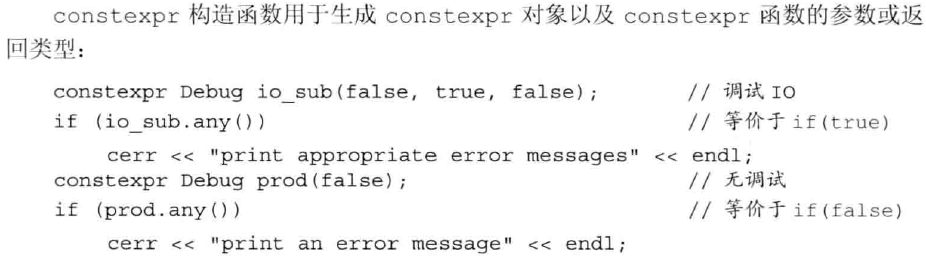 constexpr 构造函数用于生成 constexpr 对象以及 constexpr 函数的参数或返
回类型：
constexpr Debug io_sub(false, true, false); // 调试 IO
if (io_sub.any()) // 等价于 if(true)
cerr << "print appropriate error messages" << endl;
constexpr Debug prod(false); // 无调试
if (prod.any()) // 等价于 if(false)
cerr << "print an error message" << endl;